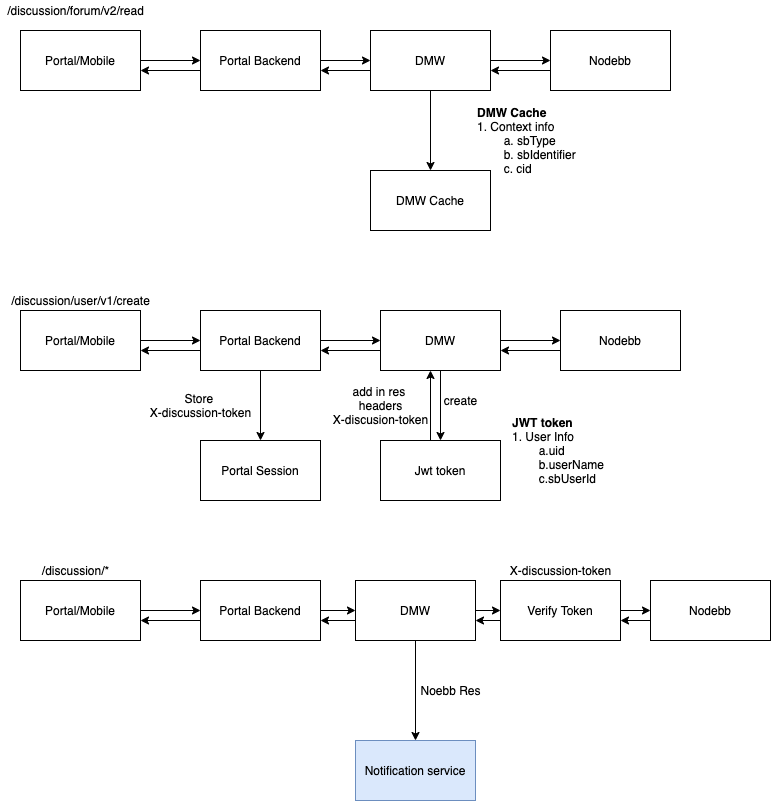 /discussion/forum/v2/read
Portal/Mobile
Portal Backend
DMW
Nodebb
DMW Cache
1. Context info
a. sbType
b. sbIdentifier
c. cid
DMW Cache
/discussion/user/v1/create
Portal/Mobile
Portal Backend
DMW
Nodebb
Store
X-discussion-token
add in res
headers
X-discusion-token
create
JWT token
1. User Info
a.uid
b.userName
c.sbUserId
Portal Session
Jwt token
/discussion/*
X-discussion-token
Portal/Mobile
Portal Backend
DMW
Verify Token
Nodebb
Noebb Res
Notification service